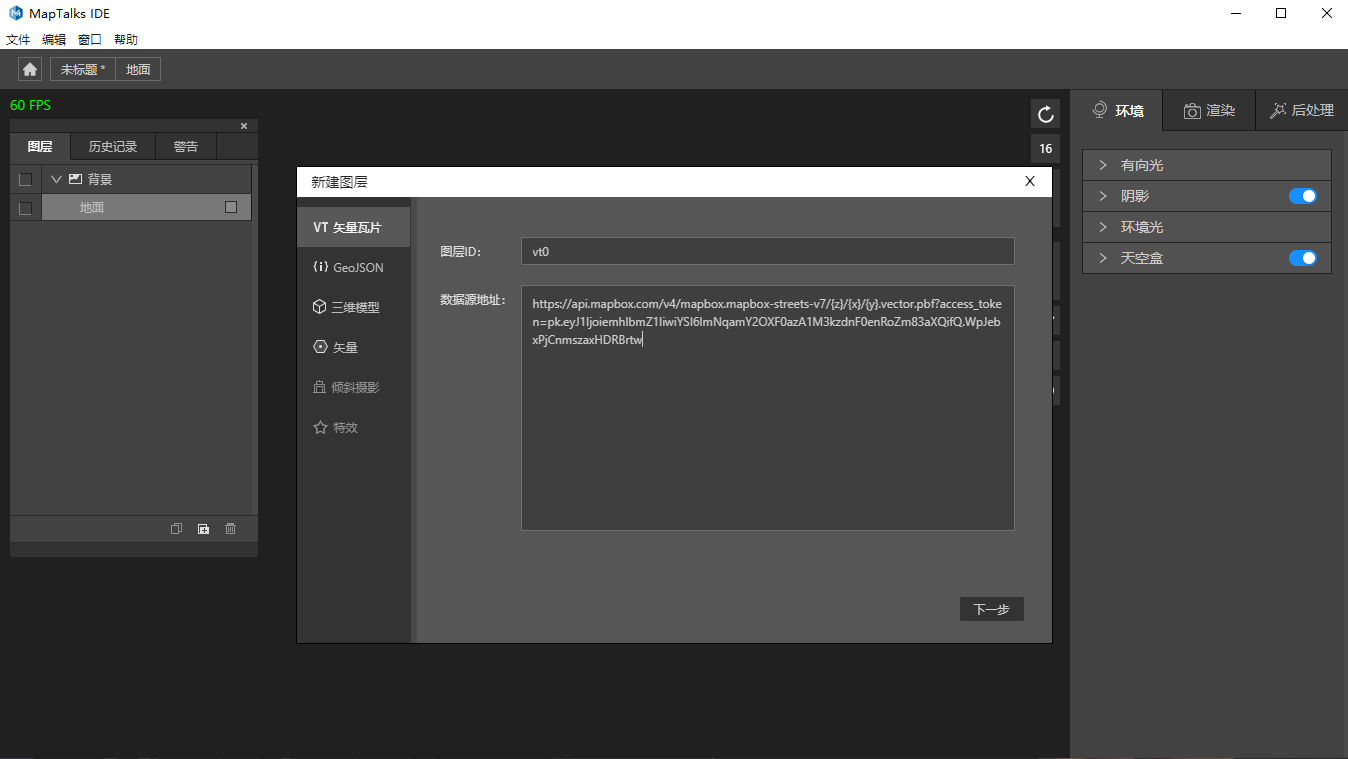 MapTalks IDE
文件 编辑 窗口 帮助
未标题 * 地面
60 FPS
图层 历史记录 警告
背景
地面
16
环境 渲染 后处理
有向光
阴影
环境光
天空盒
新建图层 X
VT 矢量瓦片
GeoJSON
三维模型
矢量
倾斜摄影
特效
图层ID: vt0
数据源地址:
https://api.mapbox.com/v4/mapbox.mapbox-streets-v7/{z}/{x}/{y}.vector.pbf?access_toke
n=pk.eyJ1IjoiemhlbmZ1IiwiYSI6ImNqamY2OXF0azA1M3kzdnF0enRoZm83aXQifQ.WpJeb
xPjCnmszaxHDRBrtw
下一步